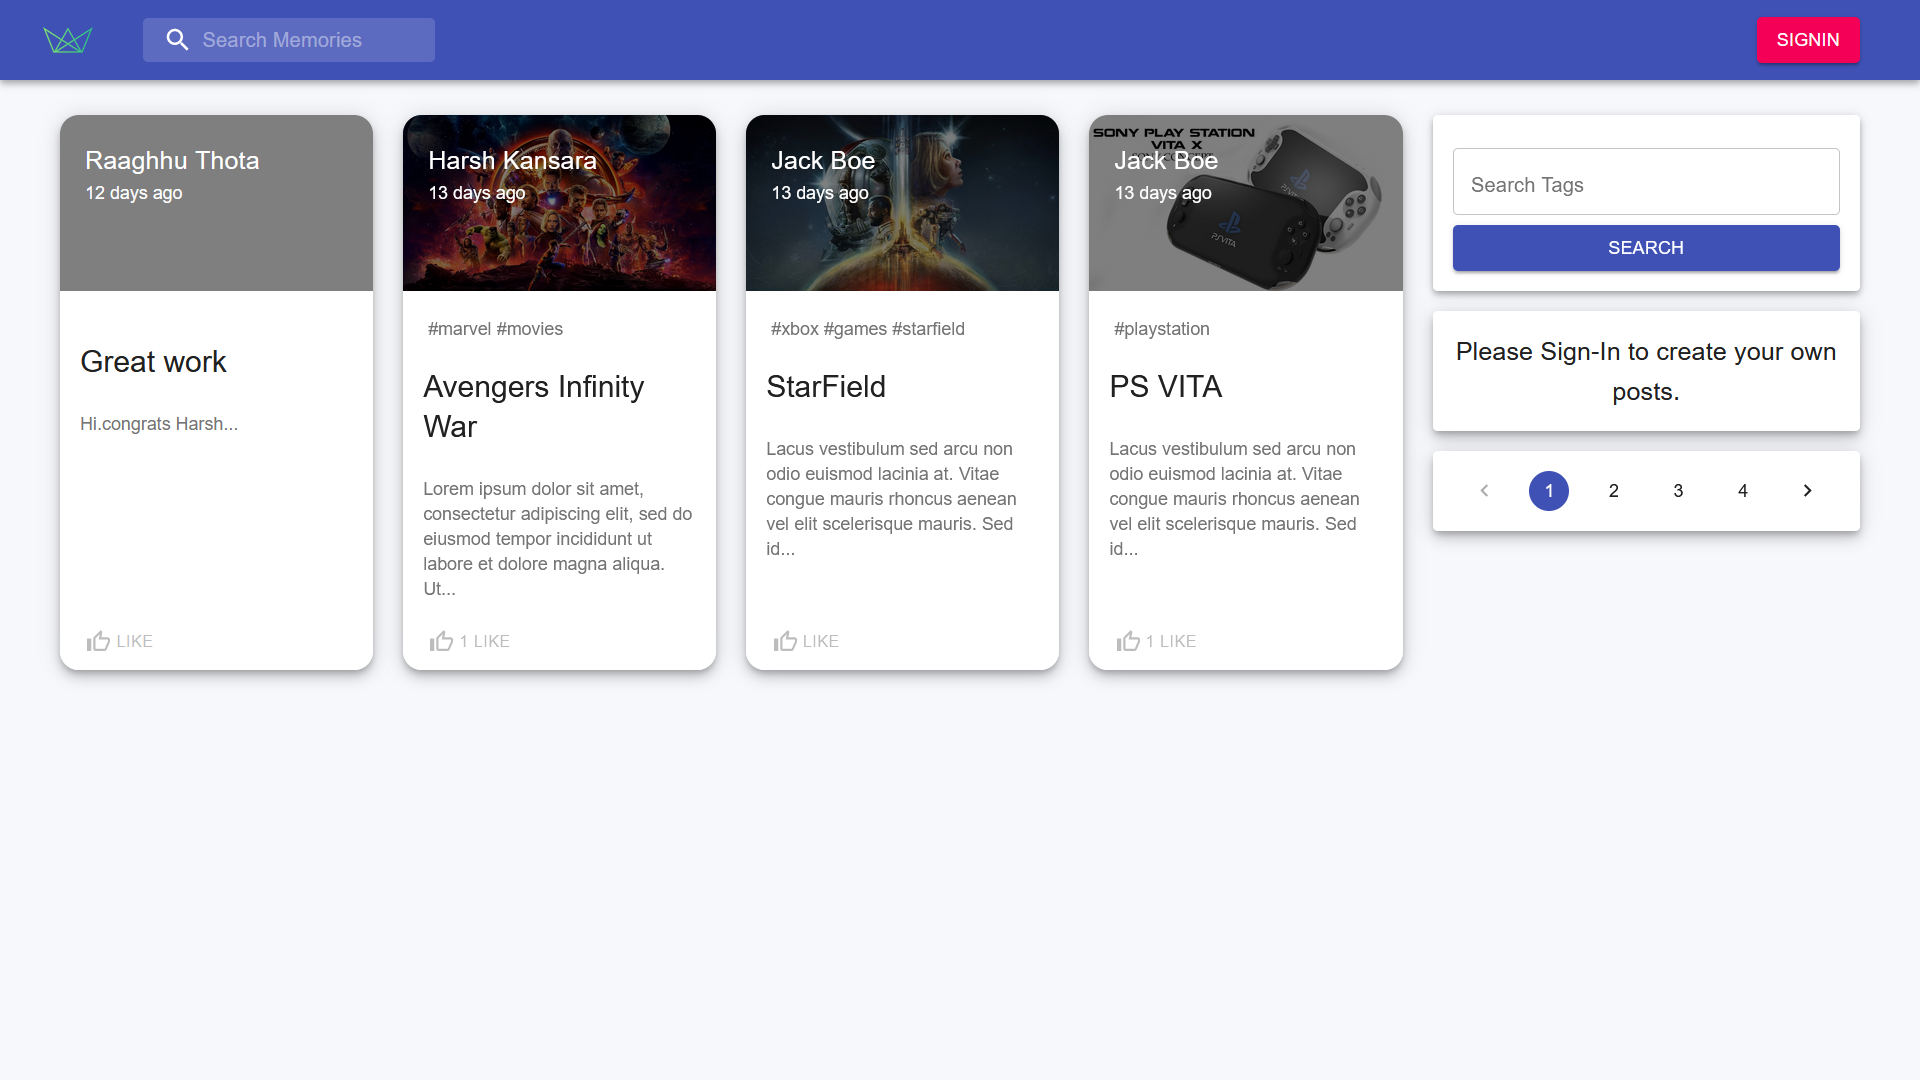 Search Memories
SIGNIN
Raaghhu Thota
12 days ago
Great work
Hi.congrats Harsh...
LIKE
Harsh Kansara
13 days ago
#marvel #movies
Avengers Infinity
War
Lorem ipsum dolor sit amet,
consectetur adipiscing elit, sed do
eiusmod tempor incididunt ut
labore et dolore magna aliqua.
Ut...
1 LIKE
Jack Boe
13 days ago
#xbox #games #starfield
StarField
Lacus vestibulum sed arcu non
odio euismod lacinia at. Vitae
congue mauris rhoncus aenean
vel elit scelerisque mauris. Sed
id...
LIKE
SONY PLAY STATION
VITA X
Jack Boe
13 days ago
PSVITA
#playstation
PS VITA
Lacus vestibulum sed arcu non
odio euismod lacinia at. Vitae
congue mauris rhoncus aenean
vel elit scelerisque mauris. Sed
id...
1 LIKE
Search Tags
SEARCH
Please Sign-In to create your own
posts.
1 2 3 4